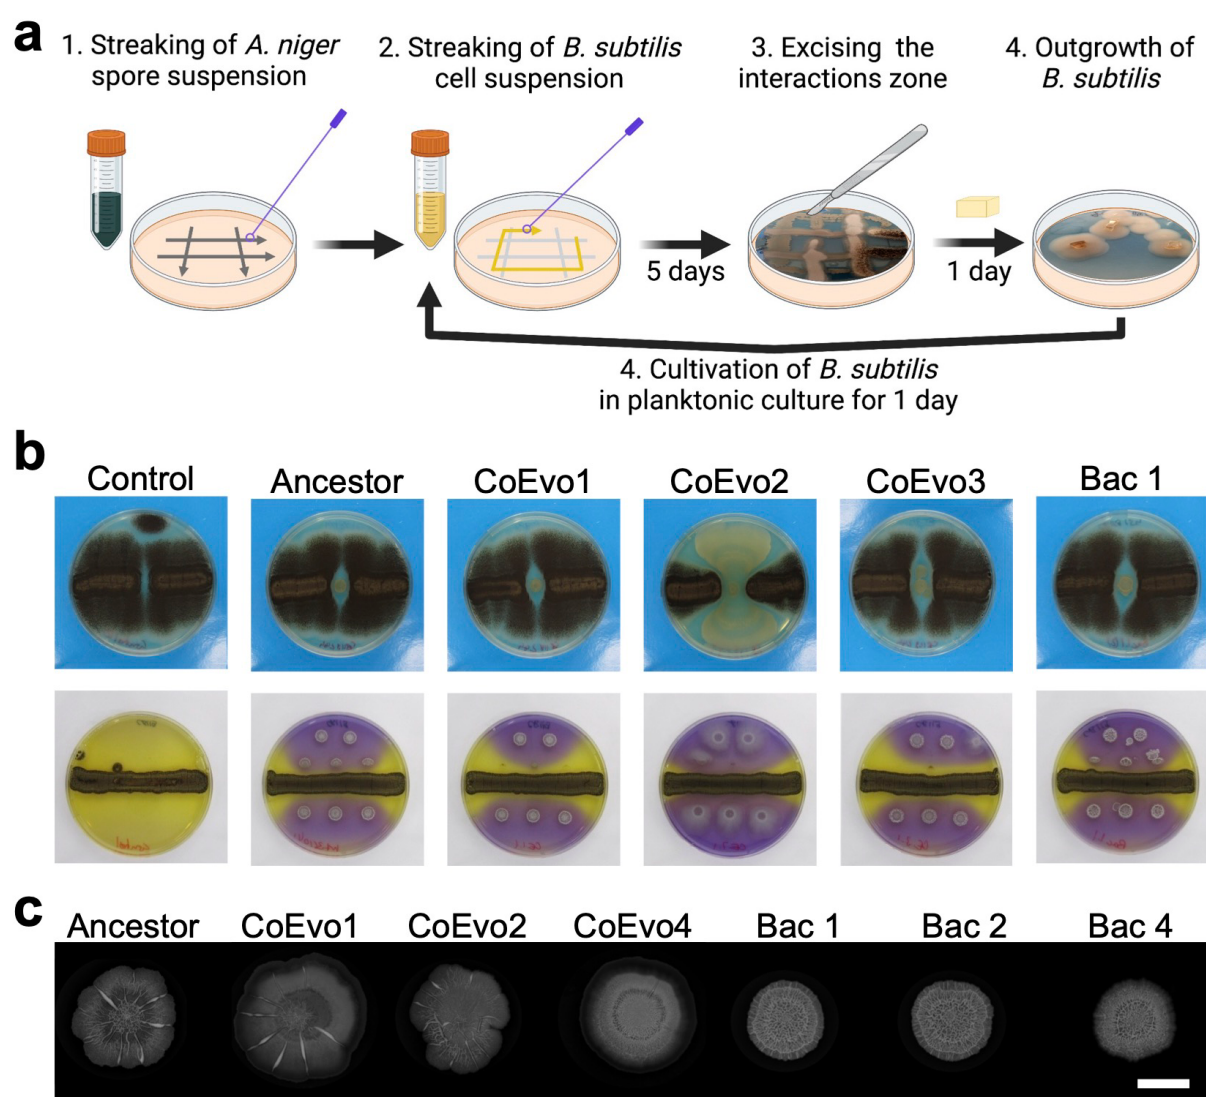 a
1. Streaking of A. niger
spore suspension
2. Streaking of B. subtilis
cell suspension
3. Excising the
interactions zone
4. Outgrowth of
B. subtilis
5 days
1 day
4. Cultivation of B. subtilis
in planktonic culture for 1 day
b
Control
Ancestor
CoEvo1
CoEvo2
CoEvo3
Bac 1
c
Ancestor
CoEvo1
CoEvo2
CoEvo4
Bac 1
Bac 2
Bac 4